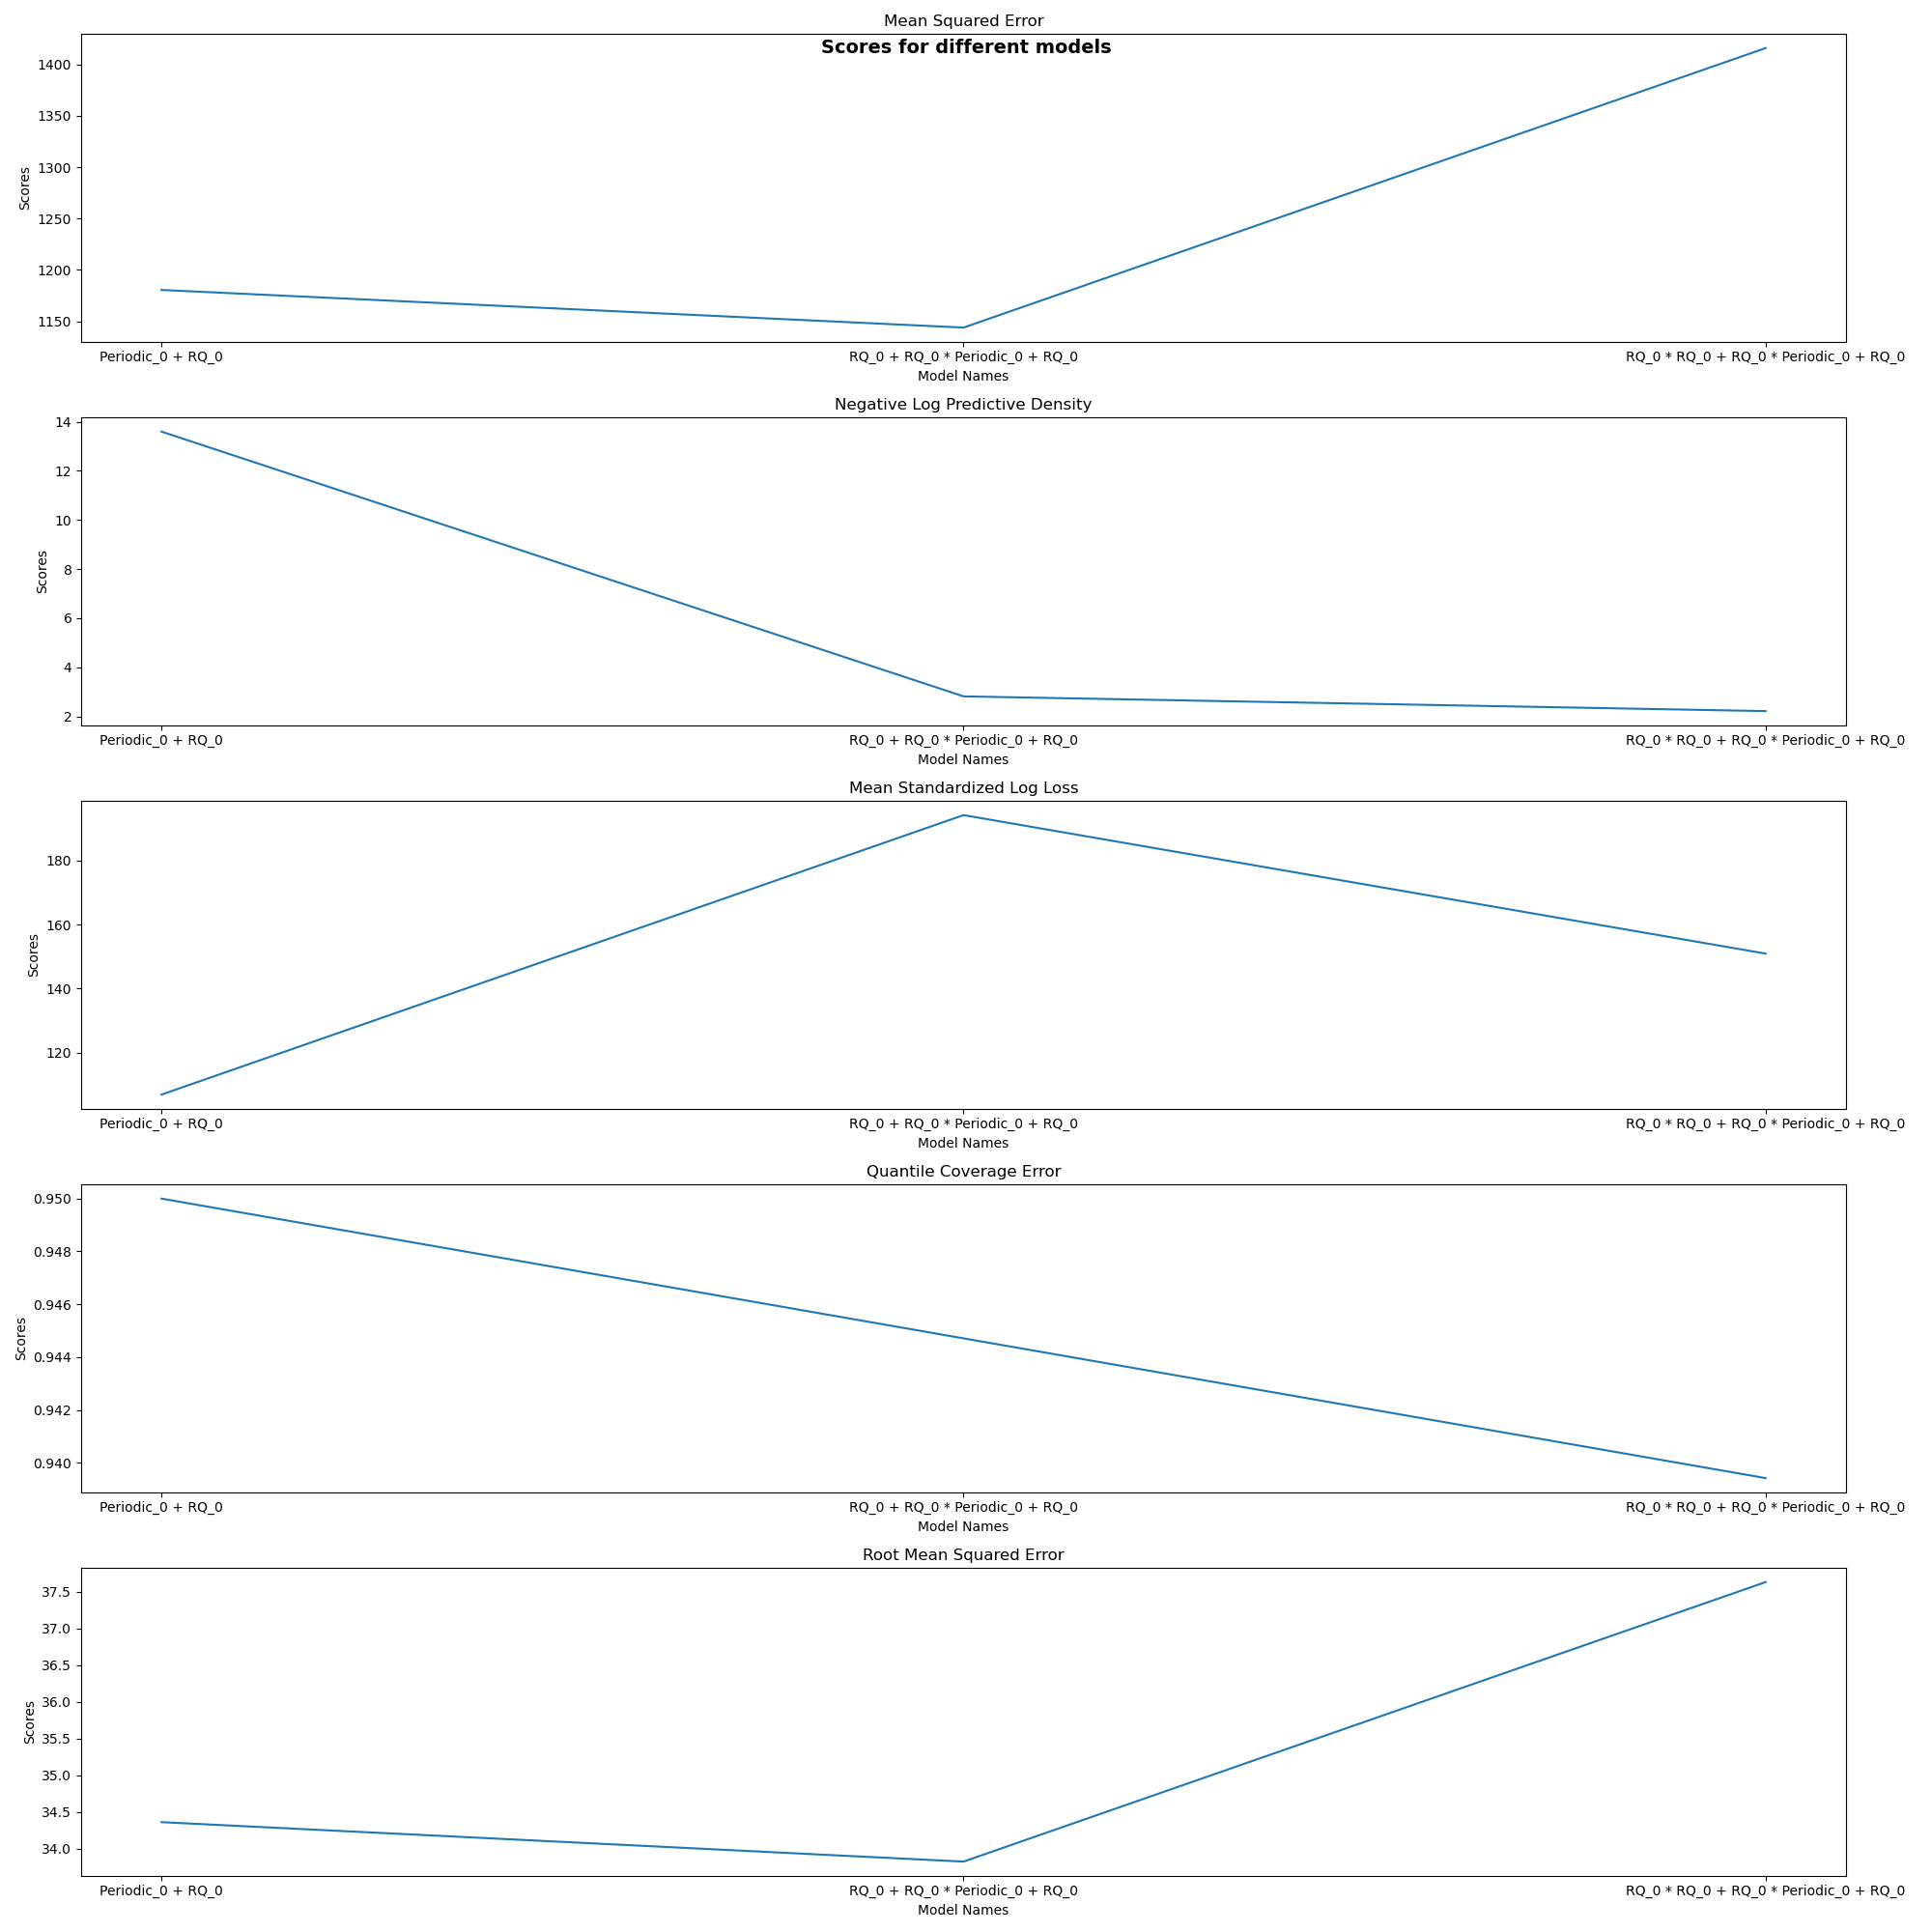 Mean Squared Error
Scores for different models
1400
1350
1300
1250
1200
1150
Scores
Periodic_0 + RQ_0 RQ_0 + RQ_0 * Periodic_0 + RQ_0 RQ_0 * RQ_0 + RQ_0 * Periodic_0 + RQ_0
Model Names
Negative Log Predictive Density
14
12
10
8
6
4
2
Scores
Periodic_0 + RQ_0 RQ_0 + RQ_0 * Periodic_0 + RQ_0 RQ_0 * RQ_0 + RQ_0 * Periodic_0 + RQ_0
Model Names
Mean Standardized Log Loss
180
160
140
120
Scores
Periodic_0 + RQ_0 RQ_0 + RQ_0 * Periodic_0 + RQ_0 RQ_0 * RQ_0 + RQ_0 * Periodic_0 + RQ_0
Model Names
Quantile Coverage Error
0.950
0.948
0.946
0.944
0.942
0.940
Scores
Periodic_0 + RQ_0 RQ_0 + RQ_0 * Periodic_0 + RQ_0 RQ_0 * RQ_0 + RQ_0 * Periodic_0 + RQ_0
Model Names
Root Mean Squared Error
37.5
37.0
36.5
36.0
35.5
35.0
34.5
34.0
Scores
Periodic_0 + RQ_0 RQ_0 + RQ_0 * Periodic_0 + RQ_0 RQ_0 * RQ_0 + RQ_0 * Periodic_0 + RQ_0
Model Names